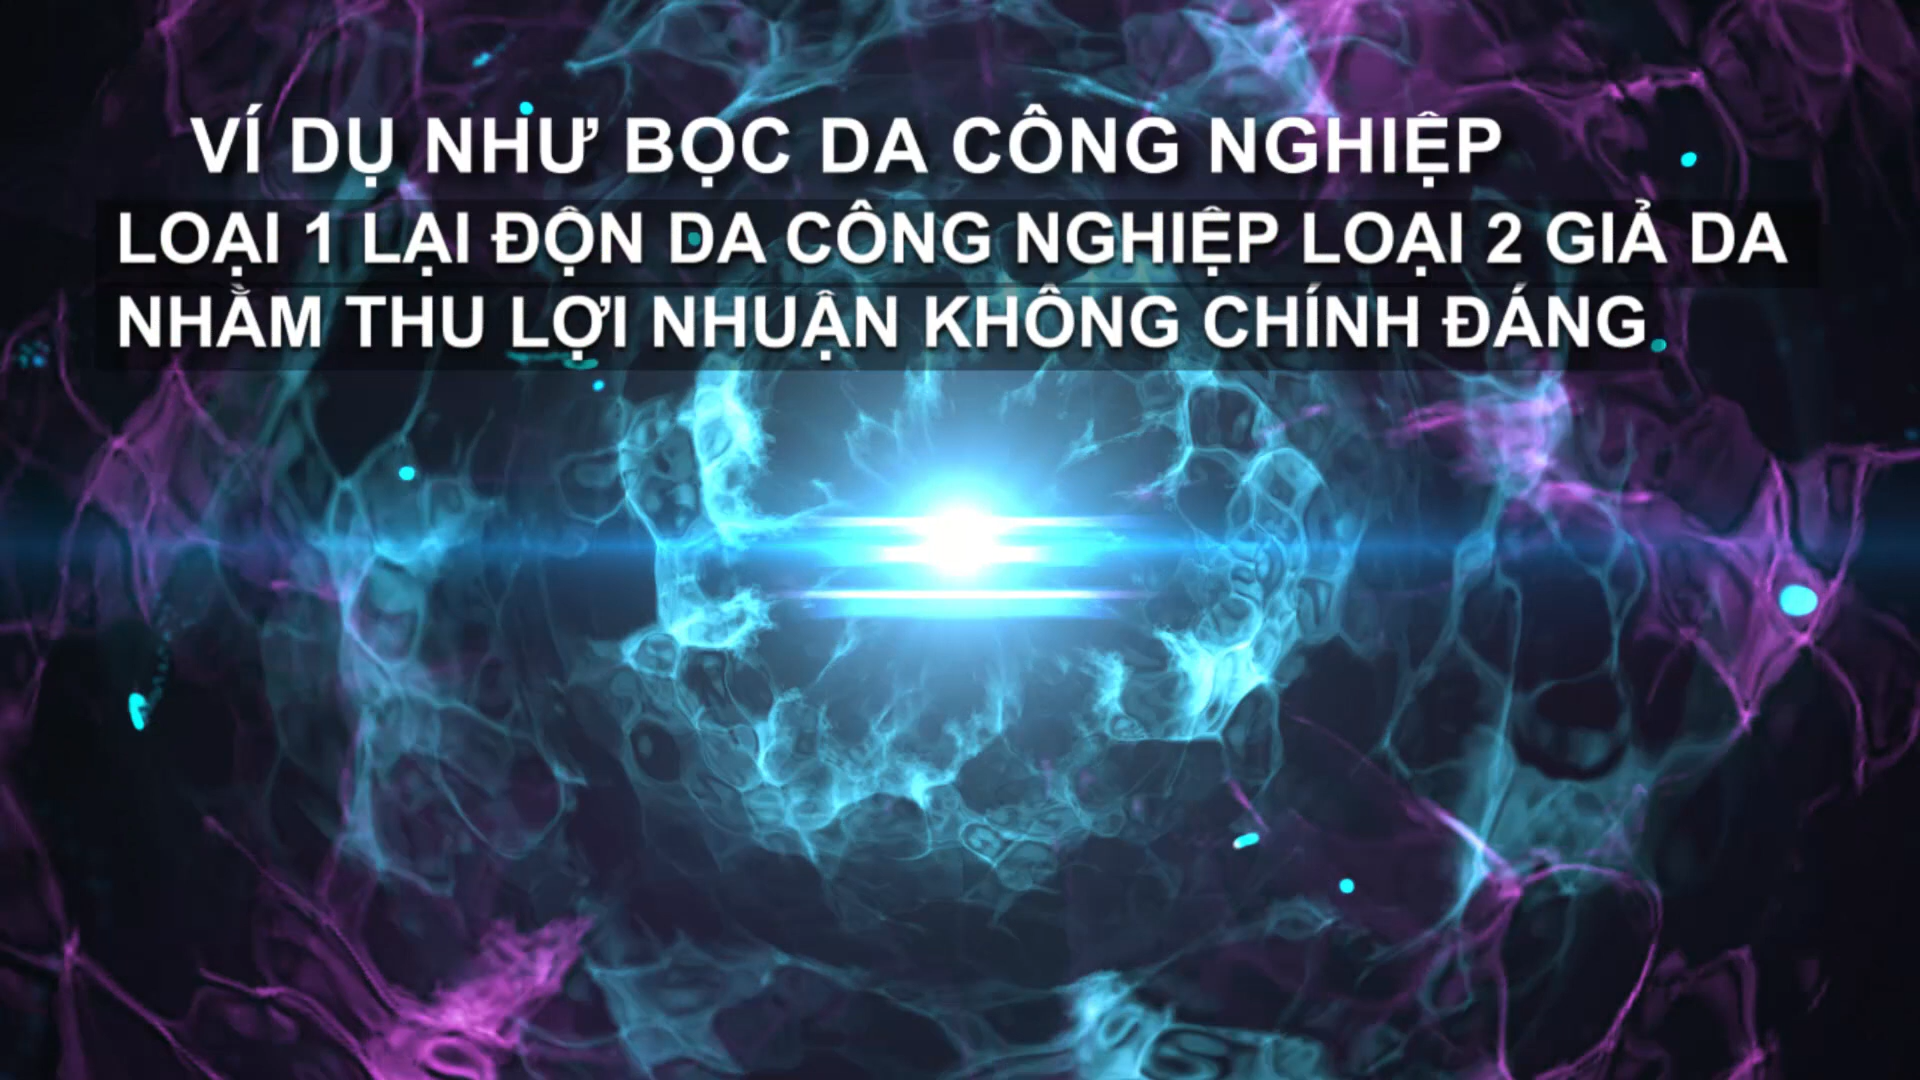 VÍ DỤ NHƯ BỌC DA CÔNG NGHIỆP
LOẠI 1 LẠI ĐỘN DA CÔNG NGHIỆP LOẠI 2 GIẢ DA
NHẰM THU LỢI NHUẬN KHÔNG CHÍNH ĐÁNG